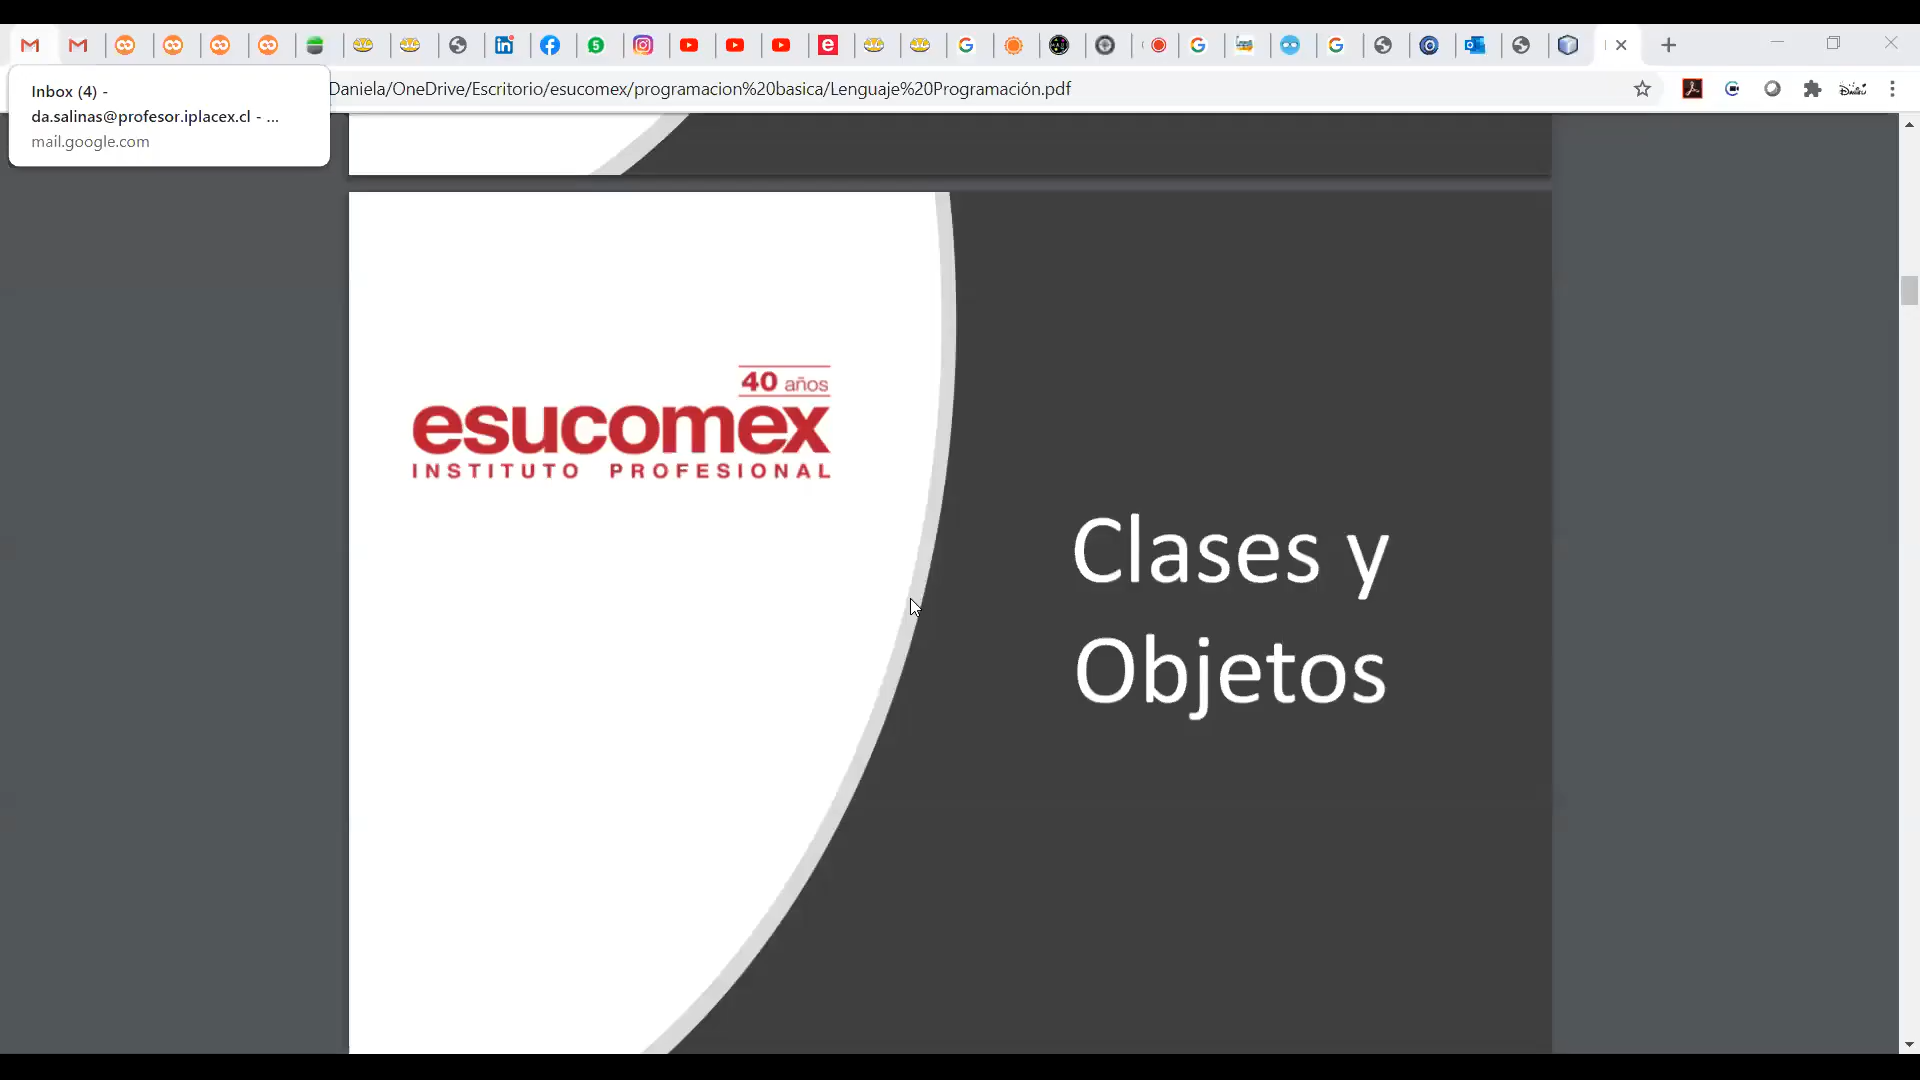 Daniela/OneDrive/Escritorio/esucomex/programacion%20basica/Lenguaje%20Programación.pdf
Inbox (4) -
da.salinas@profesor.iplacex.cl - ...
mail.google.com
40 años
esucomex
INSTITUTO PROFESIONAL
Clases y
Objetos